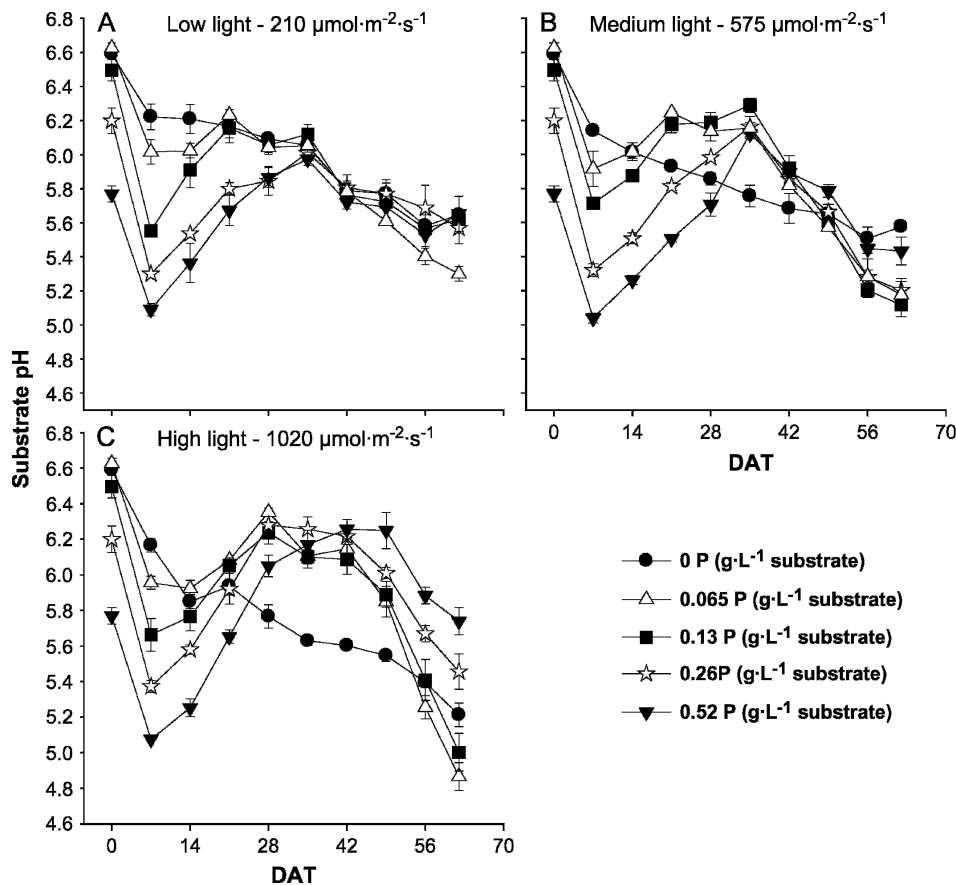 A Low light - 210 µmol·m-2·s-1
6.8
6.6
6.4
6.2
6.0
5.8
5.6
5.4
5.2
5.0
4.8
4.6
B Medium light - 575 µmol·m-2·s-1
0 14 28 42 56 70
DAT
Substrate pH
C High light - 1020 µmol·m-2·s-1
6.8
6.6
6.4
6.2
6.0
5.8
5.6
5.4
5.2
5.0
4.8
4.6
0 14 28 42 56 70
DAT
0 P (g·L-1 substrate)
0.065 P (g·L-1 substrate)
0.13 P (g·L-1 substrate)
0.26P (g·L-1 substrate)
0.52 P (g·L-1 substrate)